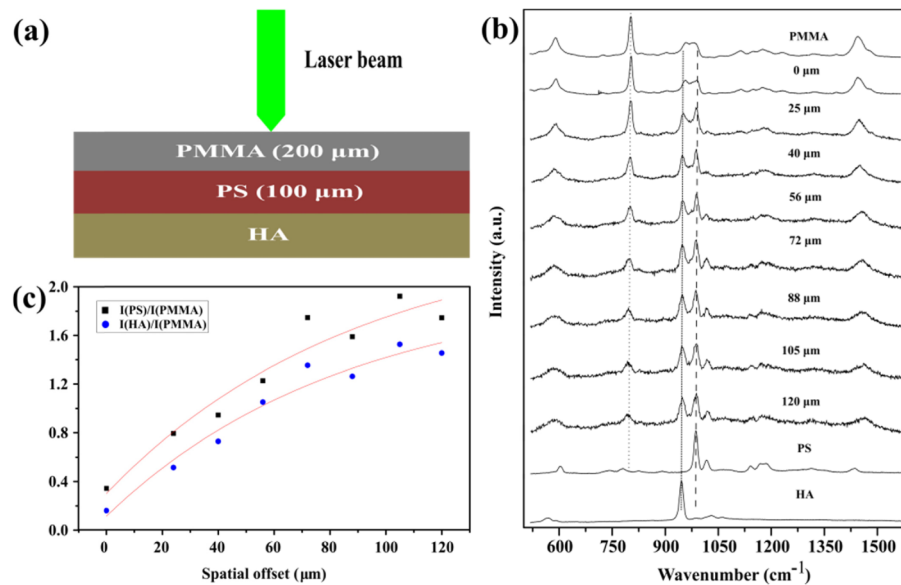 (a)
Laser beam
PMMA (200 μm)
PS (100 μm)
HA
(b)
PMMA
0 μm
25 μm
40 μm
56 μm
72 μm
88 μm
105 μm
120 μm
PS
HA
Intensity (a.u.)
600 750 900 1050 1200 1350 1500
Wavenumber (cm⁻¹)
(c)
I(PS)/I(PMMA)
I(HA)/I(PMMA)
2.0
1.6
1.2
0.8
0.4
0.0
0 20 40 60 80 100 120
Spatial offset (μm)